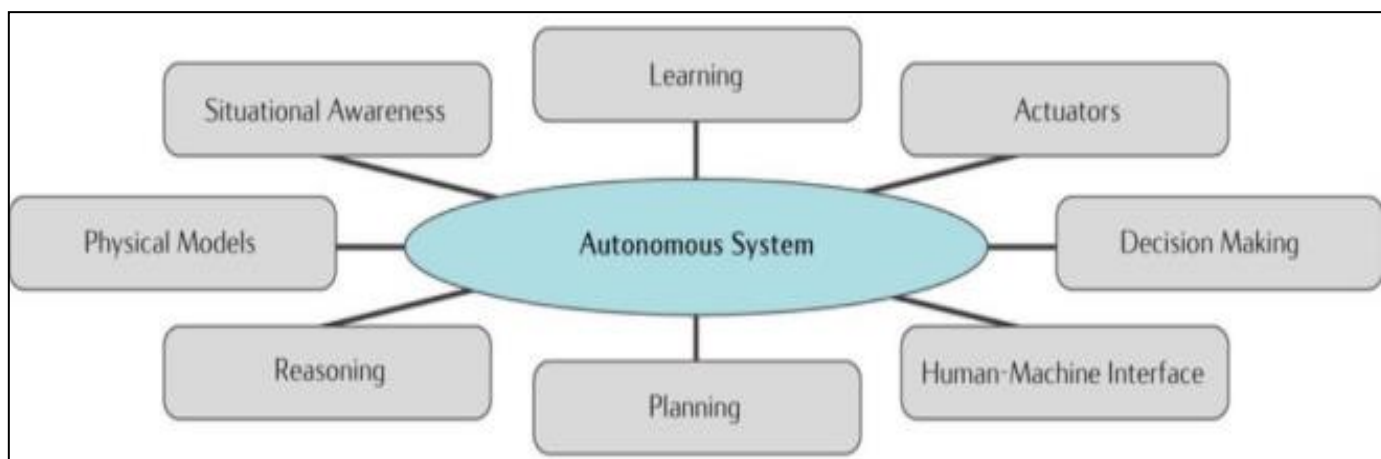 Learning
Situational Awareness
Actuators
Physical Models
Autonomous System
Decision Making
Reasoning
Human-Machine Interface
Planning